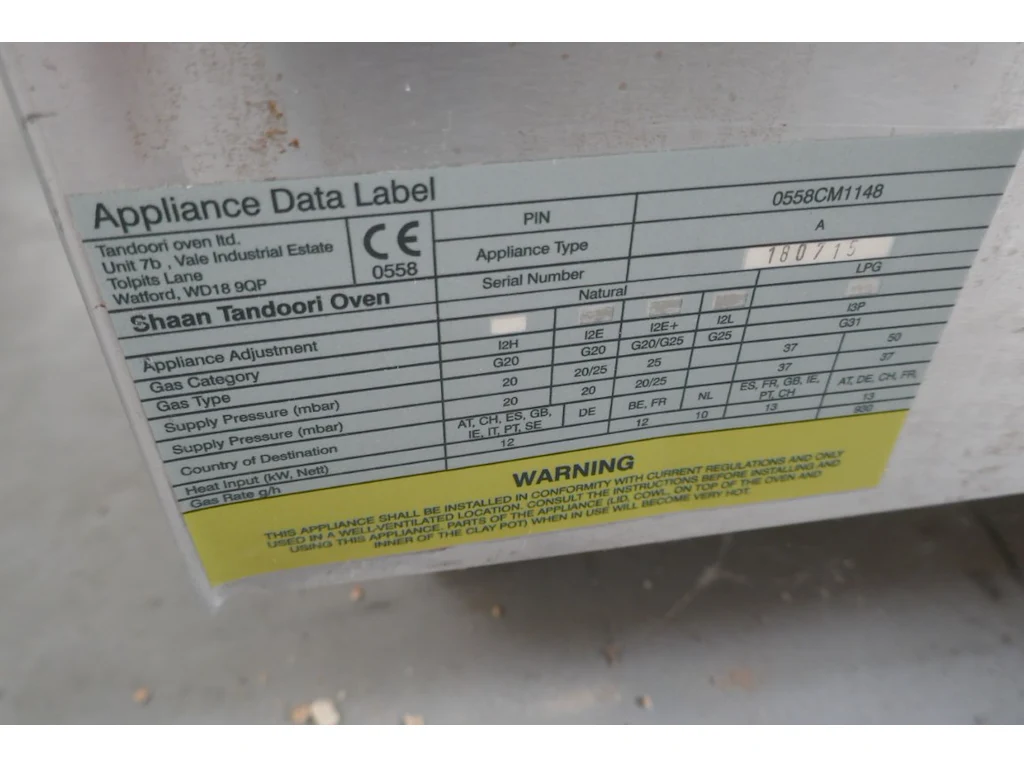 Appliance Data Label
Tandoori oven ltd.
Unit 7b , Vale Industrial Estate
Tolpits Lane
Watford, WD18 9QP
CE
0558
Shaan Tandoori Oven
PIN 0558CM1148
Appliance Type A
Serial Number 180715
Natural LPG
Appliance Adjustment
Gas Category I2H I2E I2E+ I2L I3P
Gas Type G20 G20 G20/G25 G25 G31
Supply Pressure (mbar) 20 20/25 25 37 50
Supply Pressure (mbar) 20 20 20/25 37 37
Country of Destination AT, CH, ES, GB, IE, IT, PT, SE DE BE, FR NL ES, FR, GB, IE, PT, CH AT, DE, CH, FR,
Heat Input (kW, Nett) 12 12 10 13 13
Gas Rate g/h 930
WARNING
THIS APPLIANCE SHALL BE INSTALLED IN CONFORMITY WITH CURRENT REGULATIONS AND ONLY
USED IN A WELL-VENTILATED LOCATION. CONSULT THE INSTRUCTIONS BEFORE INSTALLING AND
USING THIS APPLIANCE. PARTS OF THE APPLIANCE (LID, COWL, ON TOP OF THE OVEN AND
INNER OF THE CLAY POT) WHEN IN USE WILL BECOME VERY HOT.